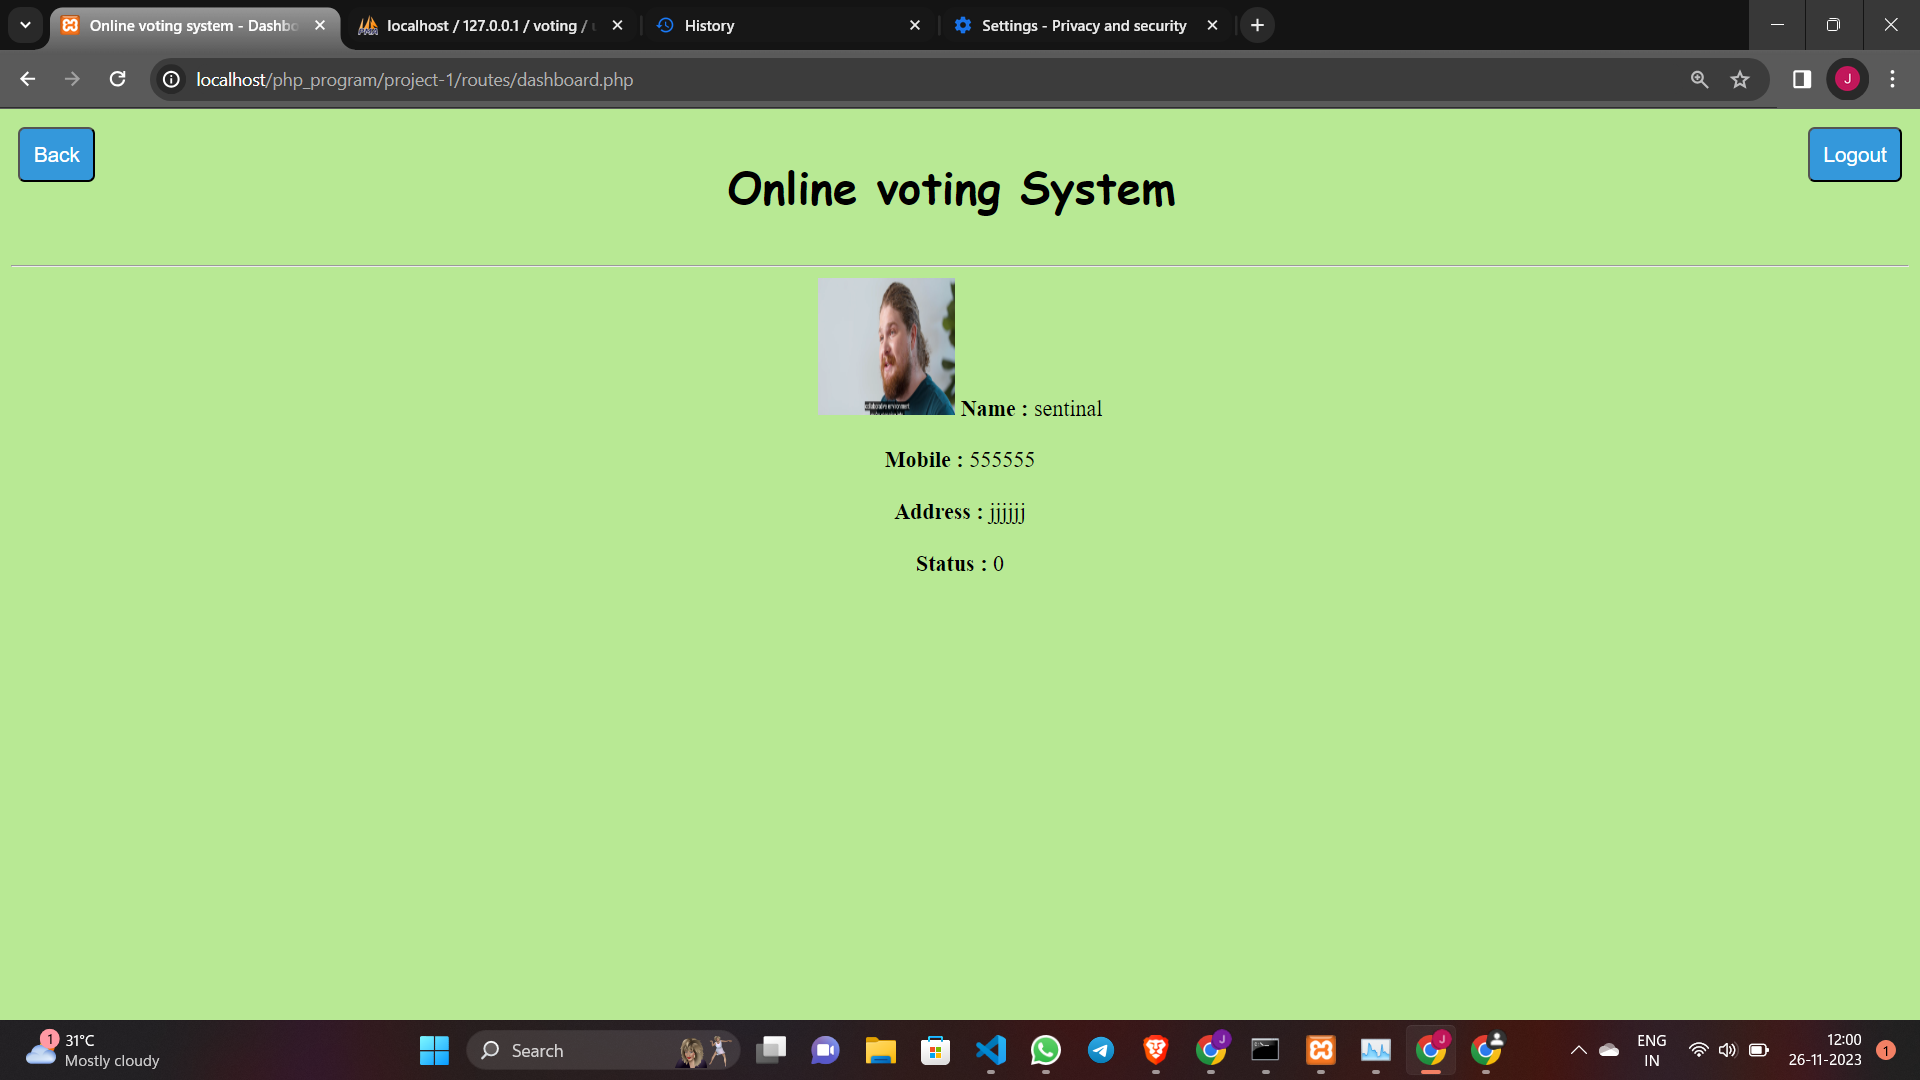 Online voting system - Dashbo
localhost / 127.0.0.1 / voting /
History
Settings - Privacy and security
localhost/php_program/project-1/routes/dashboard.php
J
Back
Logout
Online voting System
collaborative environment
Name : sentinal
Mobile : 555555
Address : jjjjjj
Status : 0
1
31°C
Mostly cloudy
Search
J
J
ENG
IN
12:00
26-11-2023
1